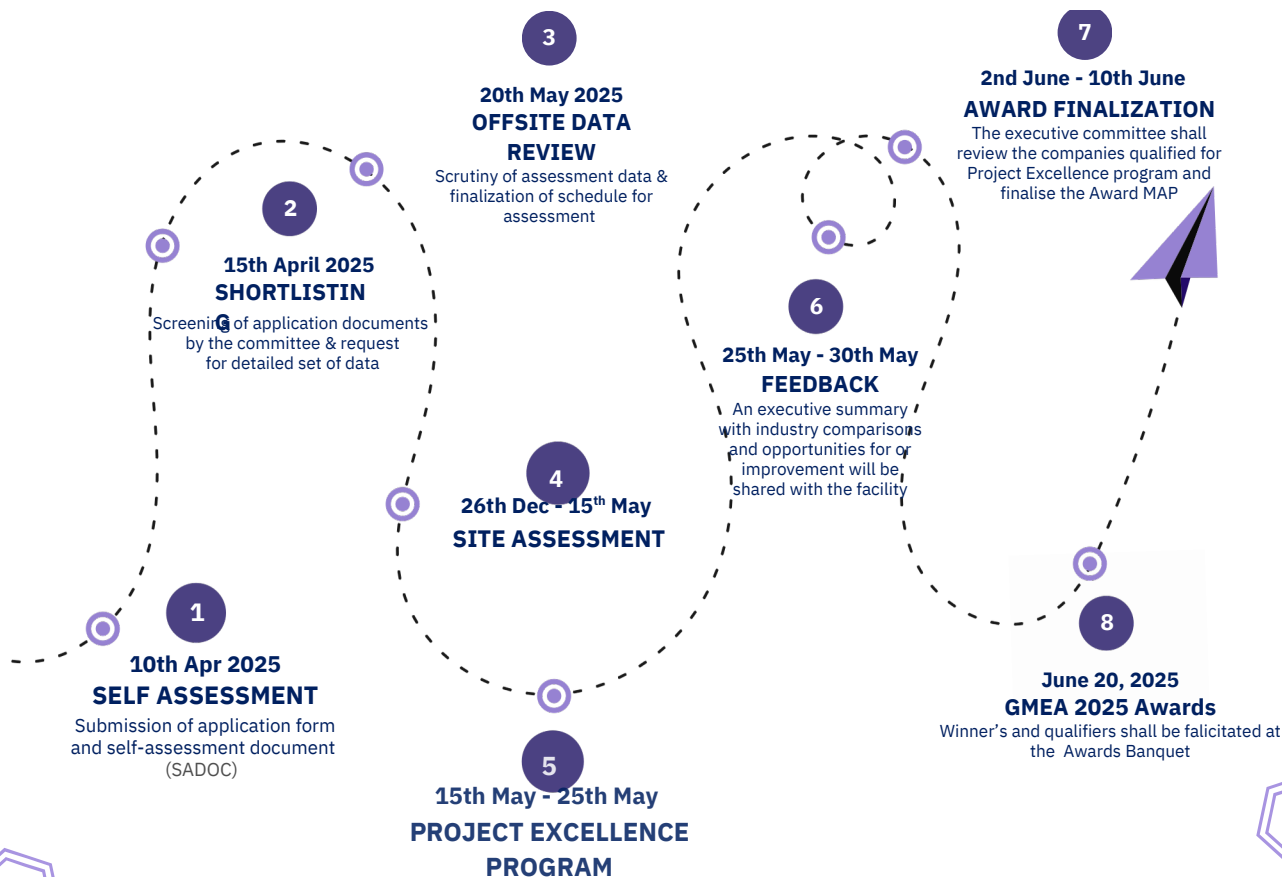 1
10th Apr 2025
SELF ASSESSMENT
Submission of application form
and self-assessment document
(SADOC)
2
15th April 2025
SHORTLISTIN
G
Screening of application documents
by the committee & request
for detailed set of data
3
20th May 2025
OFFSITE DATA
REVIEW
Scrutiny of assessment data &
finalization of schedule for
assessment
4
26th Dec - 15th May
SITE ASSESSMENT
5
15th May - 25th May
PROJECT EXCELLENCE
PROGRAM
6
25th May - 30th May
FEEDBACK
An executive summary
with industry comparisons
and opportunities for or
improvement will be
shared with the facility
7
2nd June - 10th June
AWARD FINALIZATION
The executive committee shall
review the companies qualified for
Project Excellence program and
finalise the Award MAP
8
June 20, 2025
GMEA 2025 Awards
Winner’s and qualifiers shall be falicitated at
the Awards Banquet